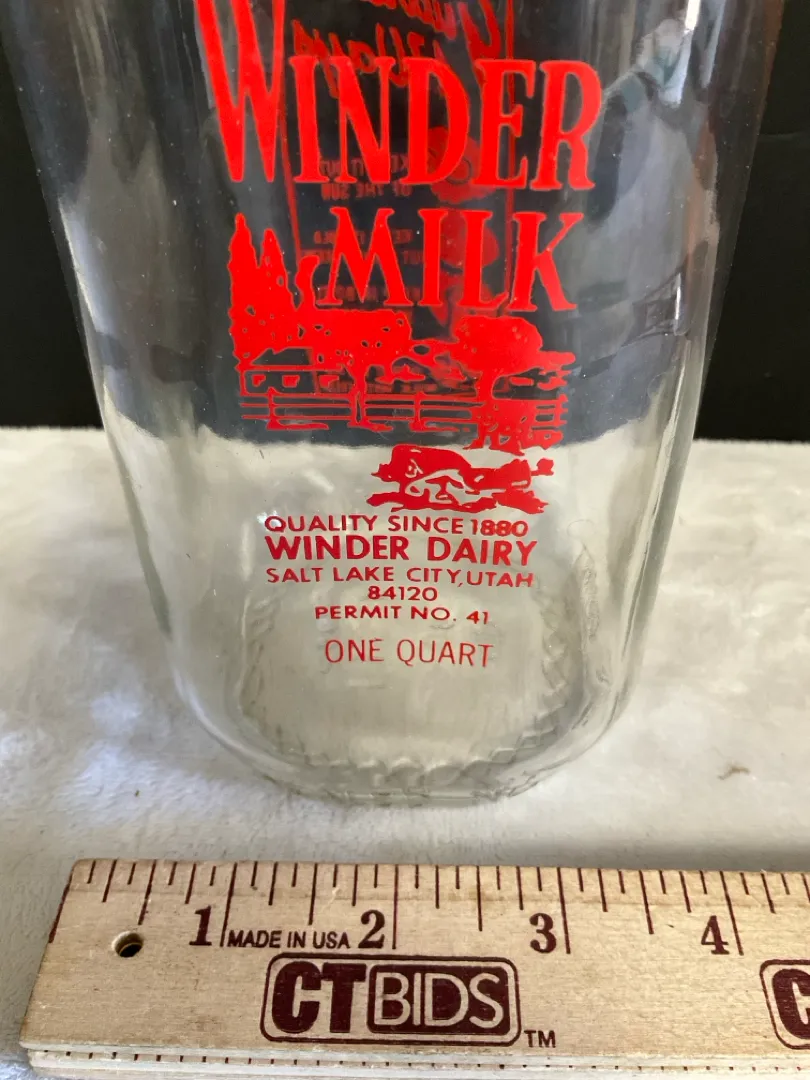 WINDER
MILK
QUALITY SINCE 1880
WINDER DAIRY
SALT LAKE CITY, UTAH
84120
PERMIT NO. 41
ONE QUART
1 MADE IN USA 2 3 4
CTBIDS TM